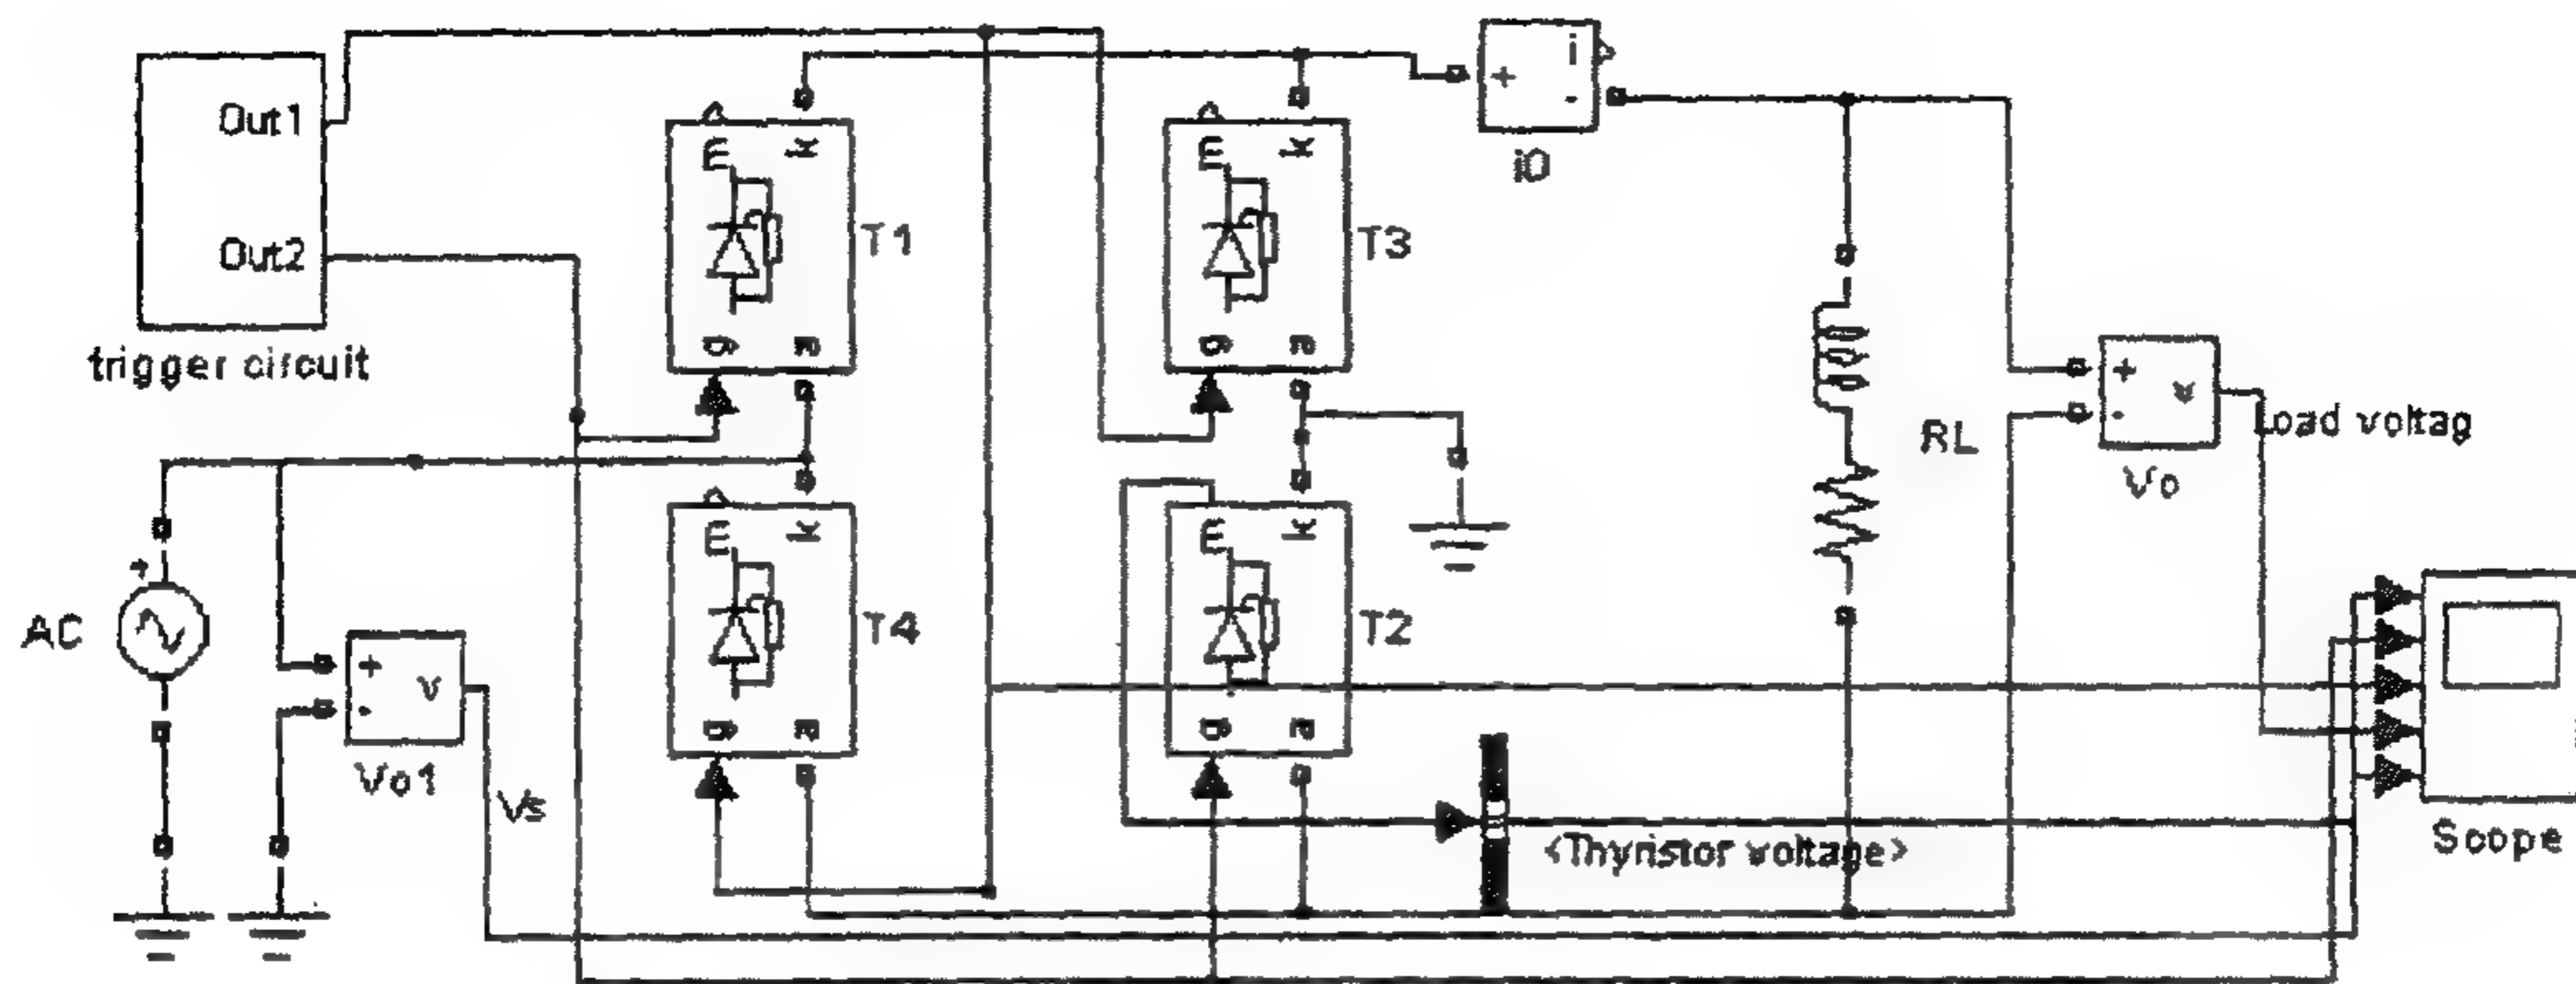 Out1
Out2
trigger circuit
m k
T1
g a
m k
T3
g a
+ i
-
i0
RL
+ v
-
Vo
Load voltag
AC
+
+ v
-
Vo1
Vs
m k
T4
g a
m k
T2
g a
<Thyristor voltage>
Scope